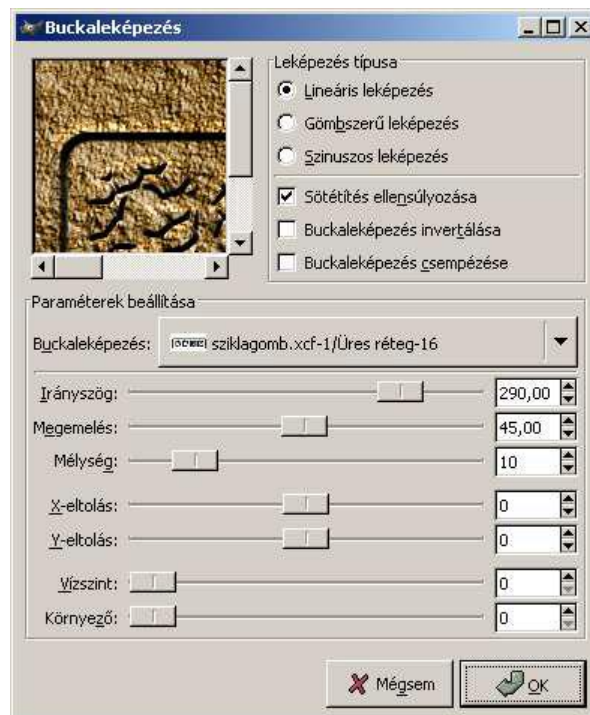 Buckaleképezés
Leképezés típusa
Lineáris leképezés
Gömbszerű leképezés
Szinuszos leképezés
Sötétítés ellensúlyozása
Buckaleképezés invertálása
Buckaleképezés csempézése
Paraméterek beállítása
Buckaleképezés: sziklagomb.xcf-1/Üres réteg-16
Irányszög: 290,00
Megemelés: 45,00
Mélység: 10
X-eltolás: 0
Y-eltolás: 0
Vízszint: 0
Környező: 0
Mégsem OK